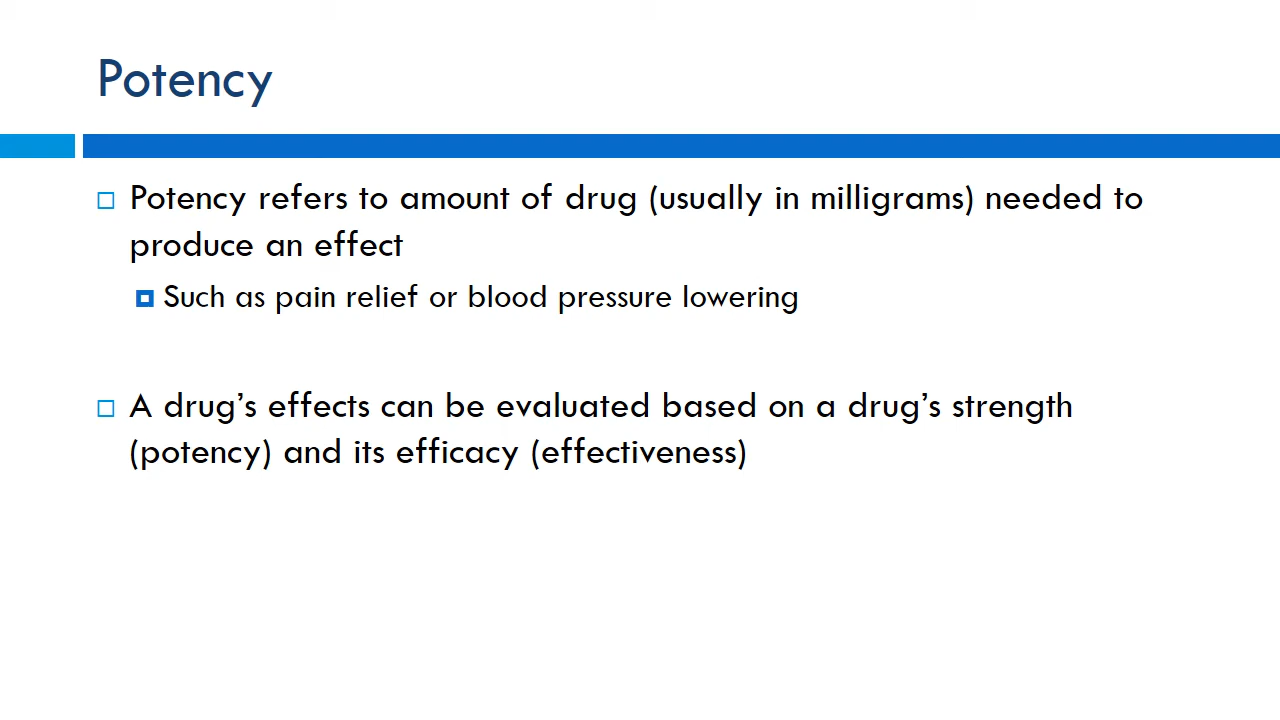 Potency
Potency refers to amount of drug (usually in milligrams) needed to
produce an effect
Such as pain relief or blood pressure lowering
A drug’s effects can be evaluated based on a drug’s strength
(potency) and its efficacy (effectiveness)